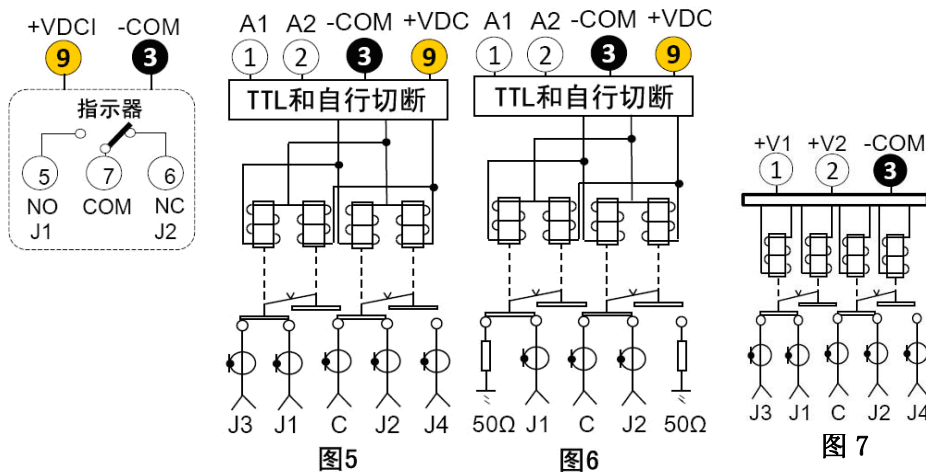 +VDCI -COM
9 3
指示器
5 7 6
NO COM NC
J1 J2
A1 A2 -COM +VDC
1 2 3 9
TTL和自行切断
J3 J1 C J2 J4
图5
A1 A2 -COM +VDC
1 2 3 9
TTL和自行切断
50Ω J1 C J2 50Ω
图6
+V1 +V2 -COM
1 2 3
J3 J1 C J2 J4
图 7